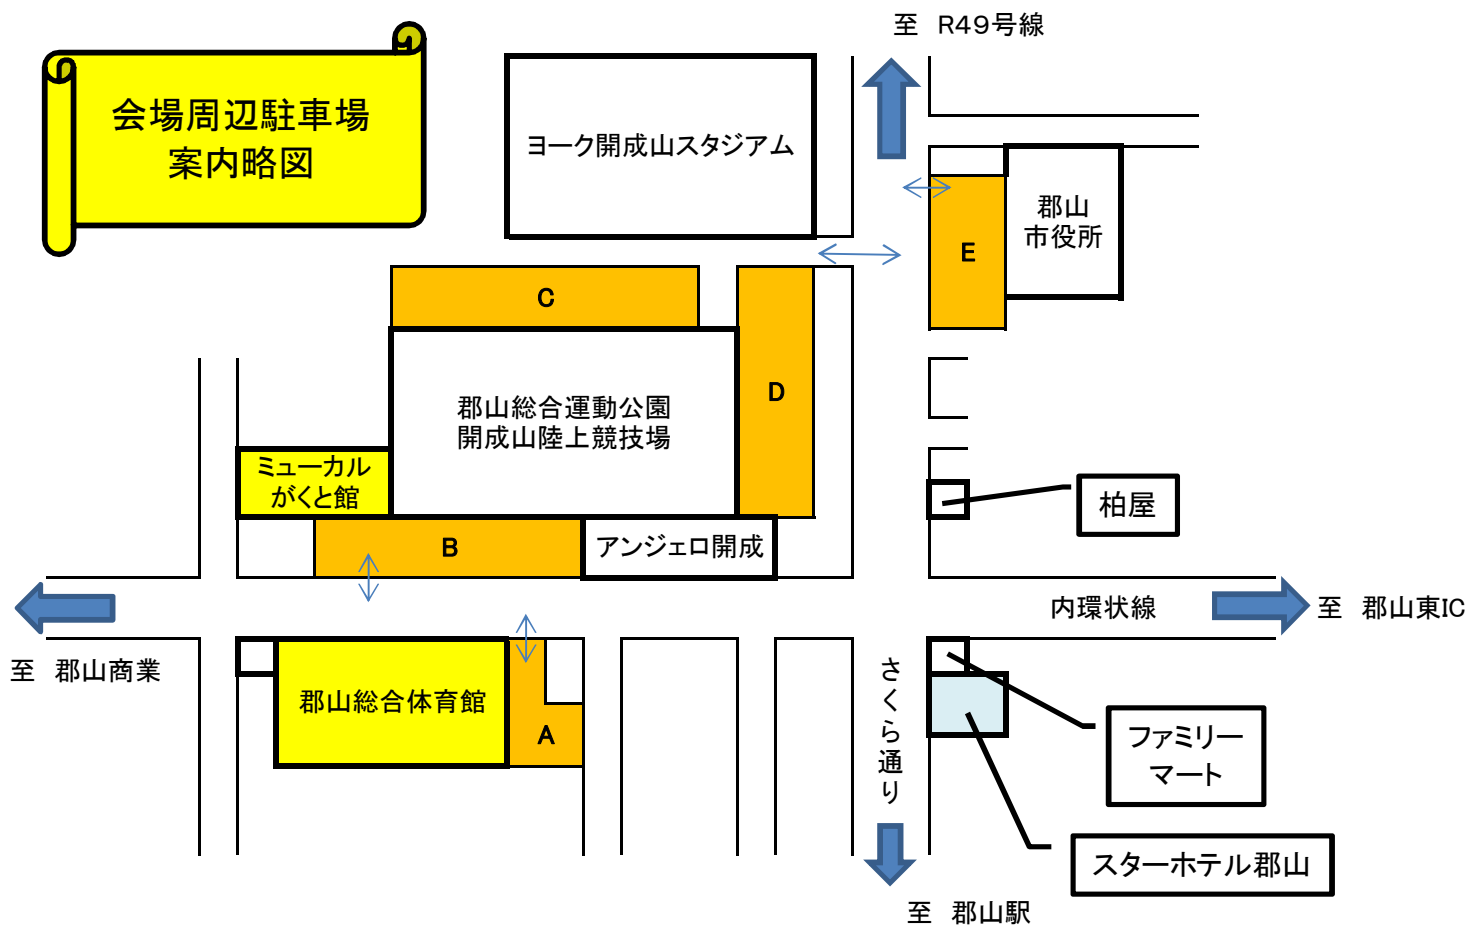 至　R49号線
会場周辺駐車場
案内略図
ヨーク開成山スタジアム
郡山
市役所
E
C
D
郡山総合運動公園
開成山陸上競技場
ミューカル
がくと館
柏屋
B
アンジェロ開成
内環状線
至　郡山東IC
至　郡山商業
郡山総合体育館
A
さくら通り
ファミリー
マート
スターホテル郡山
至　郡山駅